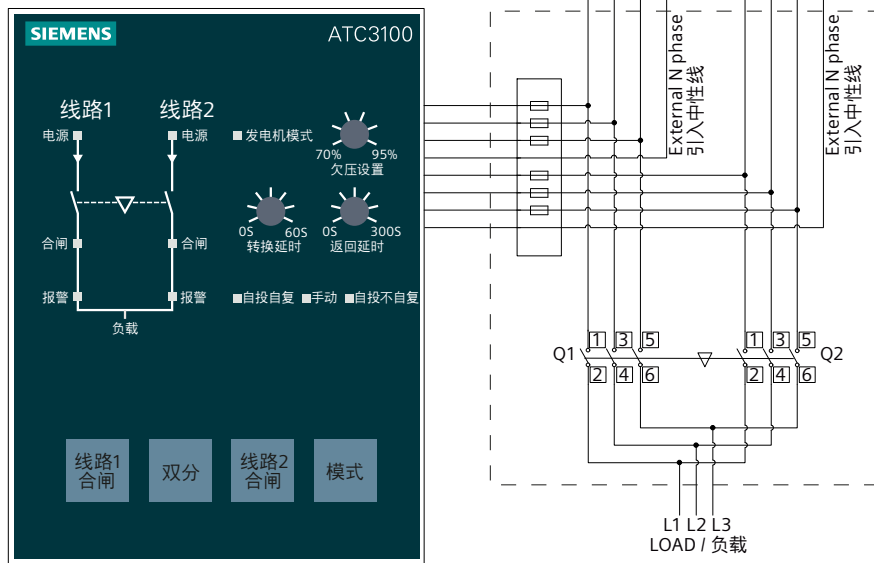 SIEMENS
ATC3100
线路1
线路2
电源
电源
发电机模式
70%
95%
欠压设置
0S
60S
转换延时
0S
300S
返回延时
合闸
合闸
报警
报警
自投自复
手动
自投不自复
负载
线路1
合闸
双分
线路2
合闸
模式
External N phase
引入中性线
External N phase
引入中性线
Q1
1
3
5
2
4
6
1
3
5
2
4
6
Q2
L1 L2 L3
LOAD / 负载